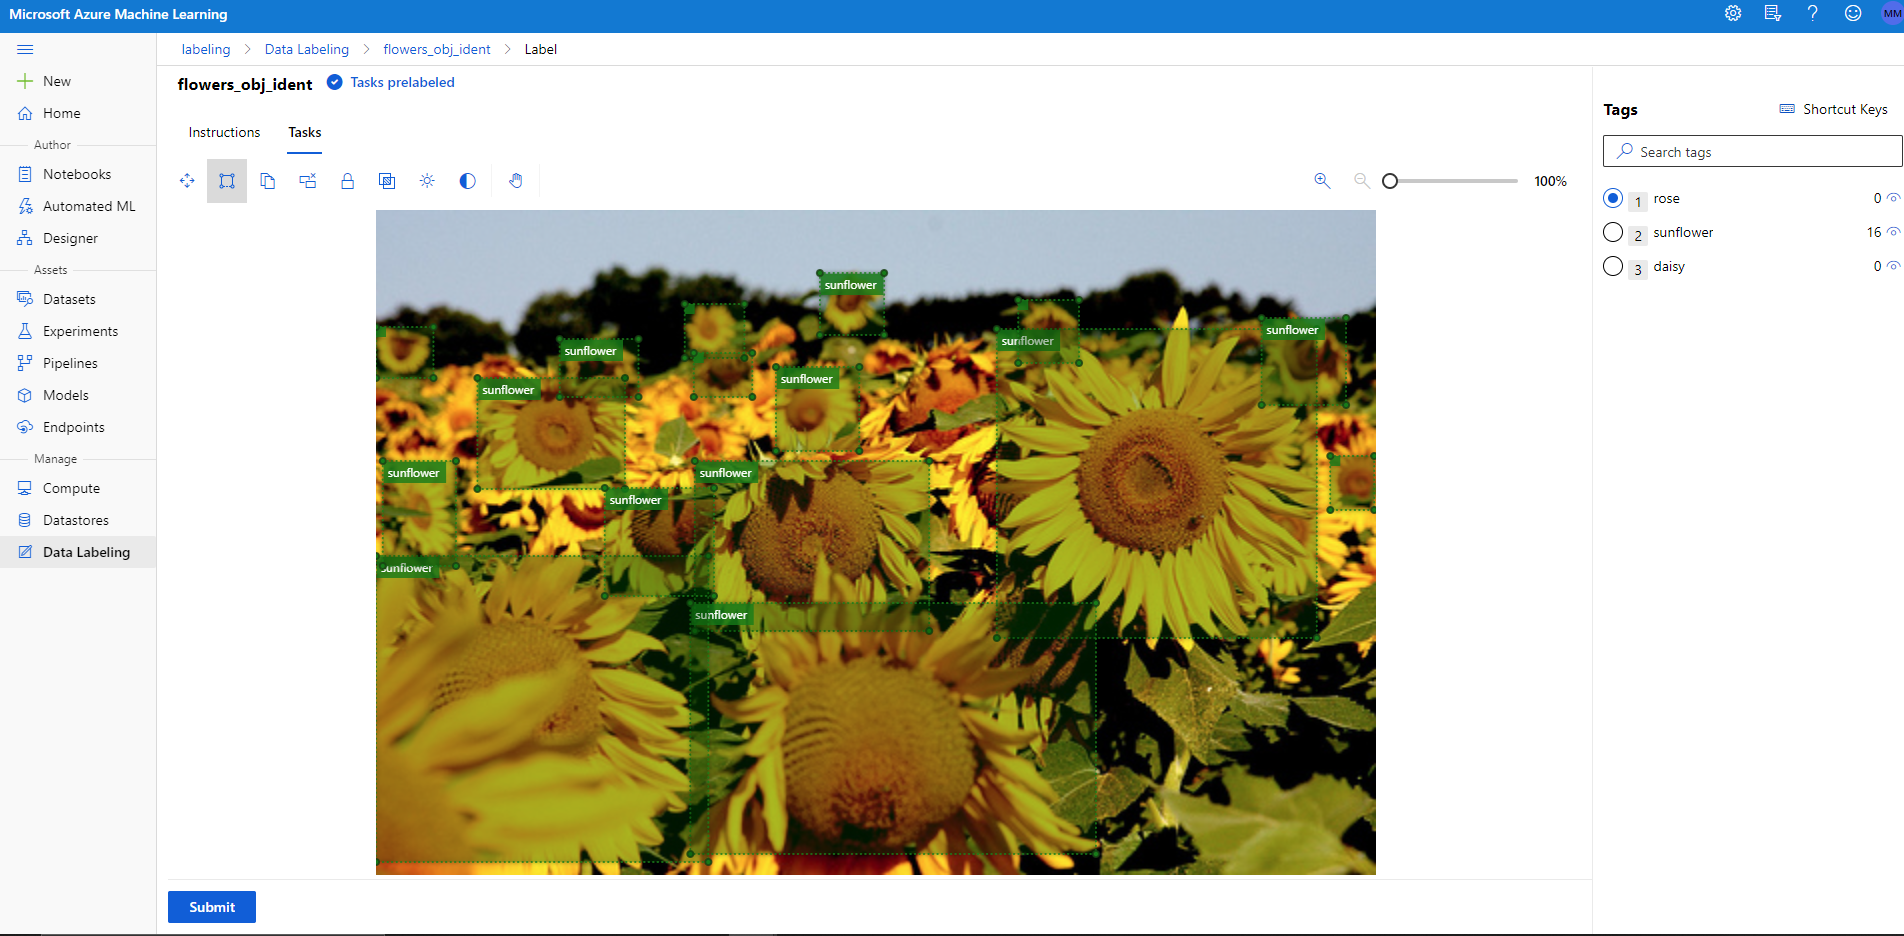 Microsoft Azure Machine Learning
MM
labeling > Data Labeling > flowers_obj_ident > Label
New
Home
Author
Notebooks
Automated ML
Designer
Assets
Datasets
Experiments
Pipelines
Models
Endpoints
Manage
Compute
Datastores
Data Labeling
flowers_obj_ident Tasks prelabeled
Instructions Tasks
100%
sunflower
sunflower
sunflower
sunflower
sunflower
sunflower
sunflower
sunflower
sunflower
sunflower
sunflower
Submit
Tags Shortcut Keys
Search tags
1 rose 0
2 sunflower 16
3 daisy 0